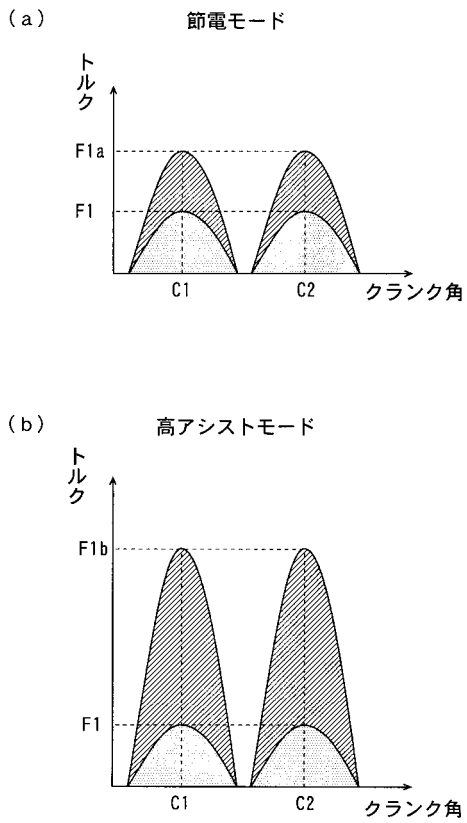 (a)
節電モード
トルク
F1a
F1
C1
C2
クランク角
(b)
高アシストモード
トルク
F1b
F1
C1
C2
クランク角